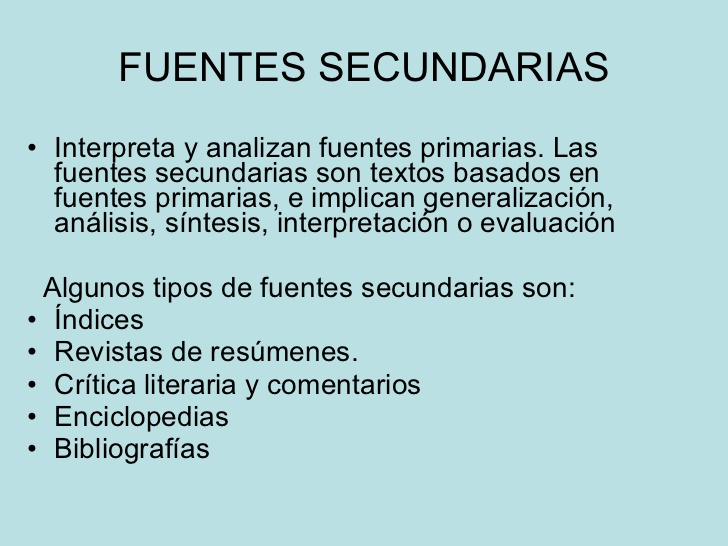 FUENTES SECUNDARIAS
• Interpreta y analizan fuentes primarias. Las
fuentes secundarias son textos basados en
fuentes primarias, e implican generalización,
análisis, síntesis, interpretación o evaluación
Algunos tipos de fuentes secundarias son:
• Índices
• Revistas de resúmenes.
• Crítica literaria y comentarios
• Enciclopedias
• Bibliografías